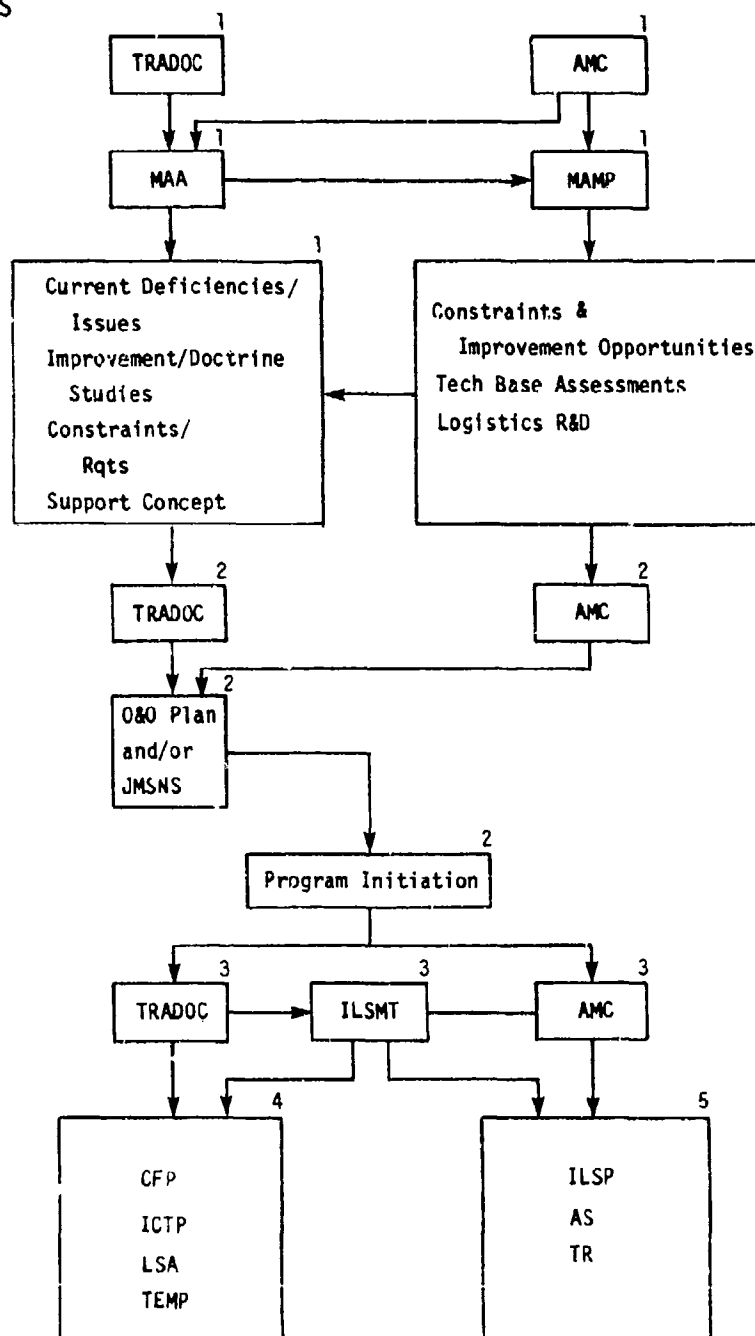 S
1
TRADOC
1
AMC
1
MAA
1
MAMP
1
Current Deficiencies/
Issues
Improvement/Doctrine
Studies
Constraints/
Rqts
Support Concept
Constraints &
Improvement Opportunities
Tech Base Assessments
Logistics R&D
2
TRADOC
2
AMC
2
O&O Plan
and/or
JMSNS
2
Program Initiation
3
TRADOC
3
ILSMT
3
AMC
4
CFP
ICTP
LSA
TEMP
5
ILSP
AS
TR